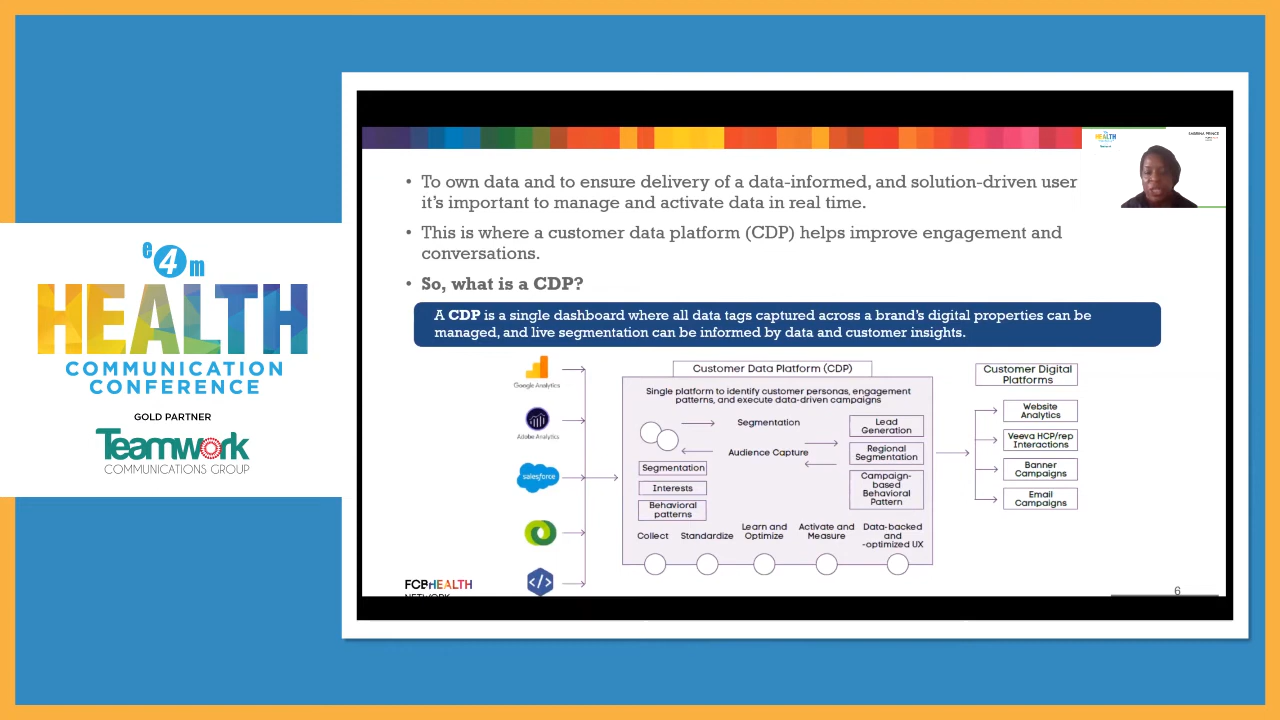 e4m
HEALTH
COMMUNICATION
CONFERENCE
GOLD PARTNER
Teamwork
COMMUNICATIONS GROUP
HEALTH
SABRINA PRINCE
• To own data and to ensure delivery of a data-informed, and solution-driven user
it's important to manage and activate data in real time.
• This is where a customer data platform (CDP) helps improve engagement and
conversations.
• So, what is a CDP?
A CDP is a single dashboard where all data tags captured across a brand's digital properties can be
managed, and live segmentation can be informed by data and customer insights.
Google Analytics
Adobe Analytics
salesforce
</>
Customer Data Platform (CDP)
Single platform to identify customer personas, engagement
patterns, and execute data-driven campaigns
Segmentation
Audience Capture
Segmentation
Interests
Behavioral
patterns
Lead
Generation
Regional
Segmentation
Campaign-
based
Behavioral
Pattern
Collect
Standardize
Learn and
Optimize
Activate and
Measure
Data-backed
and
-optimized UX
Customer Digital
Platforms
Website
Analytics
Veeva HCP/rep
Interactions
Banner
Campaigns
Email
Campaigns
FCB HEALTH
NETWORK
6